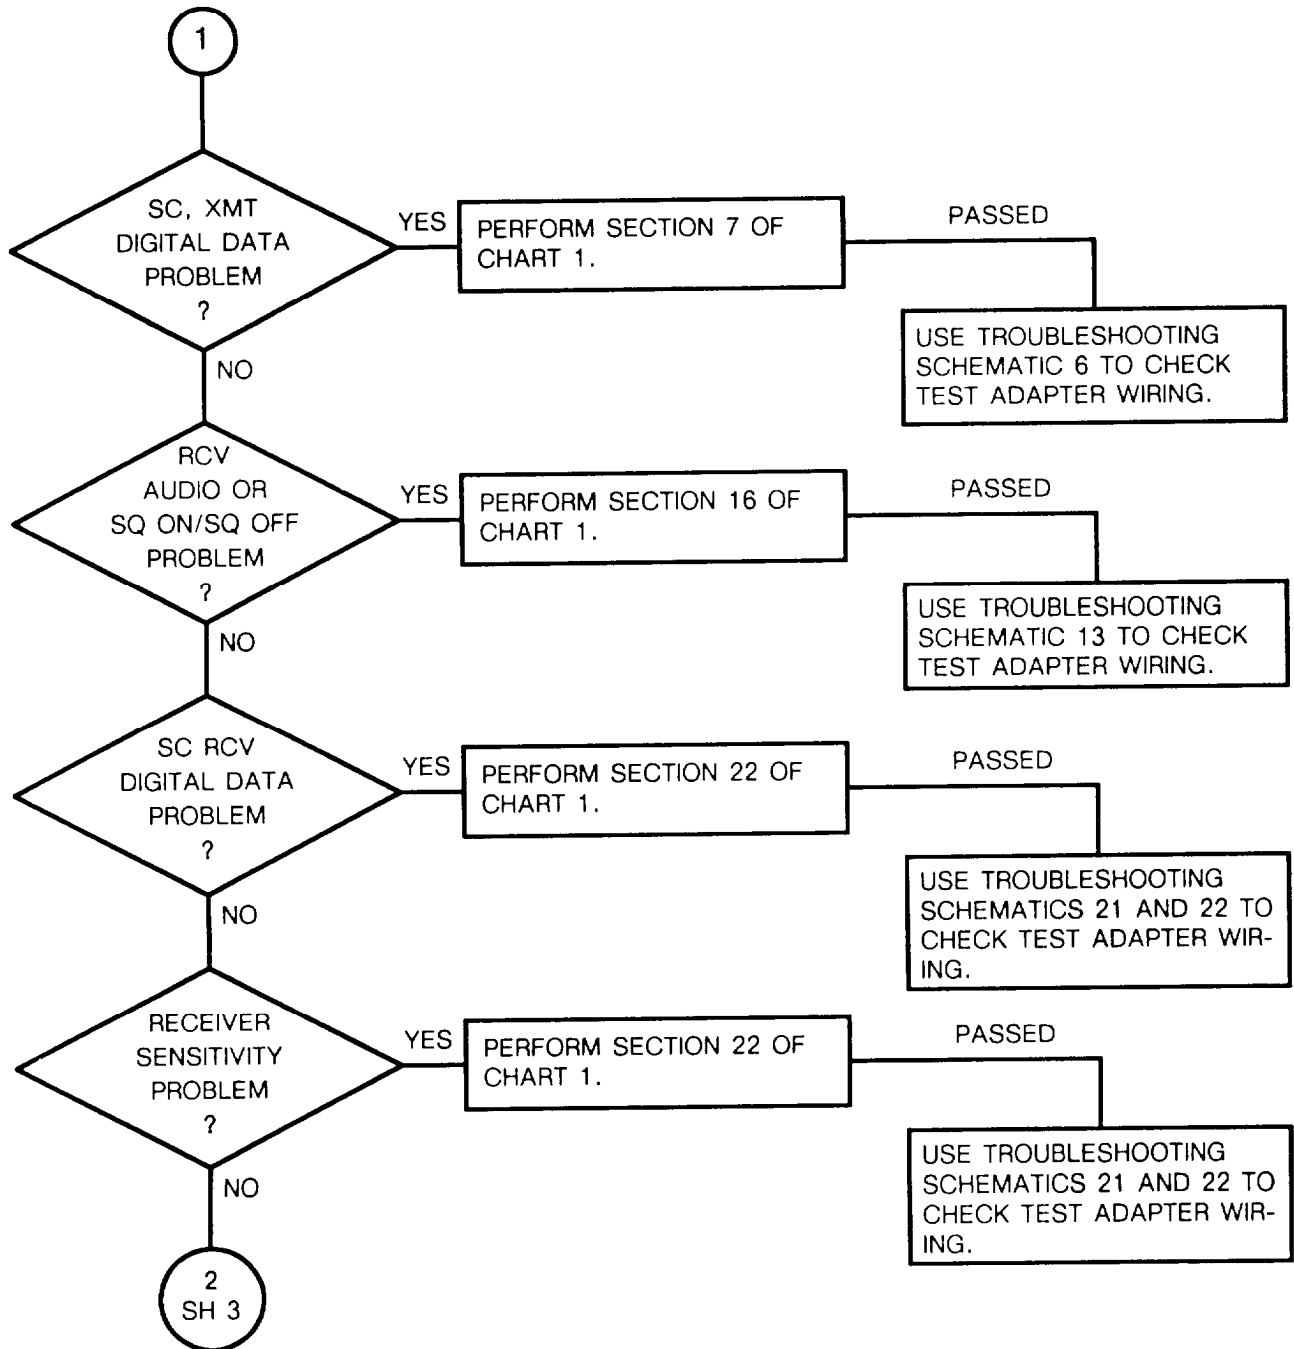 1
SC, XMT
DIGITAL DATA
PROBLEM
?
YES
PERFORM SECTION 7 OF
CHART 1.
PASSED
USE TROUBLESHOOTING
SCHEMATIC 6 TO CHECK
TEST ADAPTER WIRING.
NO
RCV
AUDIO OR
SQ ON/SQ OFF
PROBLEM
?
YES
PERFORM SECTION 16 OF
CHART 1.
PASSED
USE TROUBLESHOOTING
SCHEMATIC 13 TO CHECK
TEST ADAPTER WIRING.
NO
SC RCV
DIGITAL DATA
PROBLEM
?
YES
PERFORM SECTION 22 OF
CHART 1.
PASSED
USE TROUBLESHOOTING
SCHEMATICS 21 AND 22 TO
CHECK TEST ADAPTER WIR-
ING.
NO
RECEIVER
SENSITIVITY
PROBLEM
?
YES
PERFORM SECTION 22 OF
CHART 1.
PASSED
USE TROUBLESHOOTING
SCHEMATICS 21 AND 22 TO
CHECK TEST ADAPTER WIR-
ING.
NO
2
SH 3